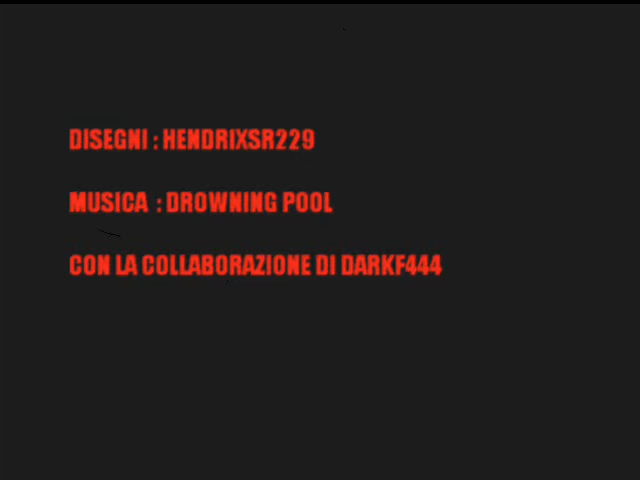 DISEGNI : HENDRIXSR229
MUSICA : DROWNING POOL
CON LA COLLABORAZIONE DI DARKF444